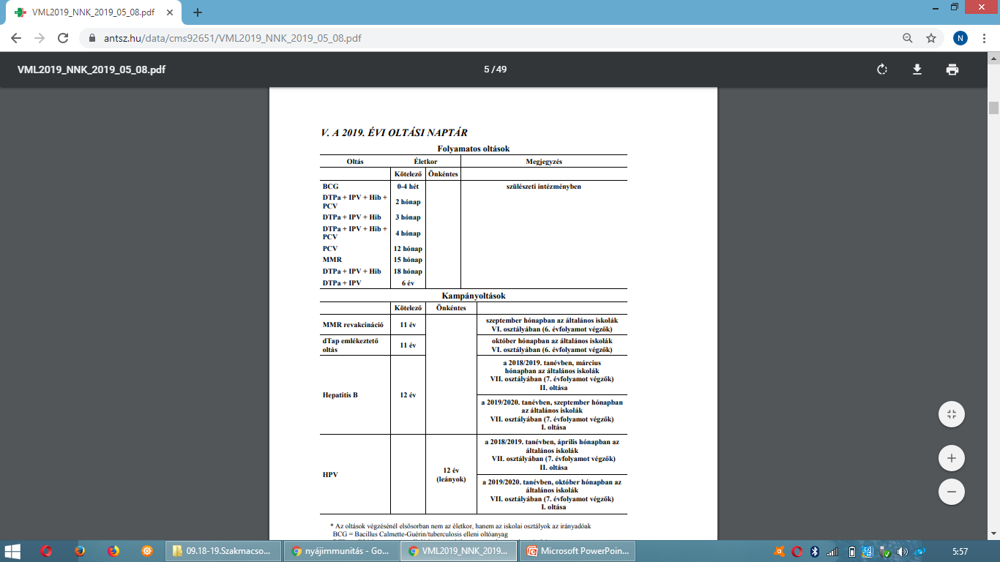 VML2019_NNK_2019_05_08.pdf
antsz.hu/data/cms92651/VML2019_NNK_2019_05_08.pdf
N
VML2019_NNK_2019_05_08.pdf
5 / 49
V. A 2019. ÉVI OLTÁSI NAPTÁR
Folyamatos oltások
Oltás Életkor Megjegyzés
Kötelező Önkéntes
BCG 0-4 hét szülészeti intézményben
DTPa + IPV + Hib +
PCV 2 hónap
DTPa + IPV + Hib 3 hónap
DTPa + IPV + Hib +
PCV 4 hónap
PCV 12 hónap
MMR 15 hónap
DTPa + IPV + Hib 18 hónap
DTPa + IPV 6 év
Kampányoltások
Kötelező Önkéntes
MMR revakcináció 11 év
szeptember hónapban az általános iskolák
VI. osztályában (6. évfolyamot végzők)
dTap emlékeztető
oltás 11 év
október hónapban az általános iskolák
VI. osztályában (6. évfolyamot végzők)
Hepatitis B 12 év
a 2018/2019. tanévben, március
hónapban az általános iskolák
VII. osztályában (7. évfolyamot végzők)
II. oltása
a 2019/2020. tanévben, szeptember hónapban
az általános iskolák
VII. osztályában (7. évfolyamot végzők)
I. oltása
HPV
12 év
(leányok)
a 2018/2019. tanévben, április hónapban az
általános iskolák
VII. osztályában (7. évfolyamot végzők)
II. oltása
a 2019/2020. tanévben, október hónapban az
általános iskolák
VII. osztályában (7. évfolyamot végzők)
I. oltása
* Az oltások végzésénél elsősorban nem az életkor, hanem az iskolai osztályok az irányadóak
BCG = Bacillus Calmette-Guérin/tuberculosis elleni oltóanyag
09.18-19.Szakmacso...
nyájimmunitás - Go...
VML2019_NNK_2019...
Microsoft PowerPoin...
5:57